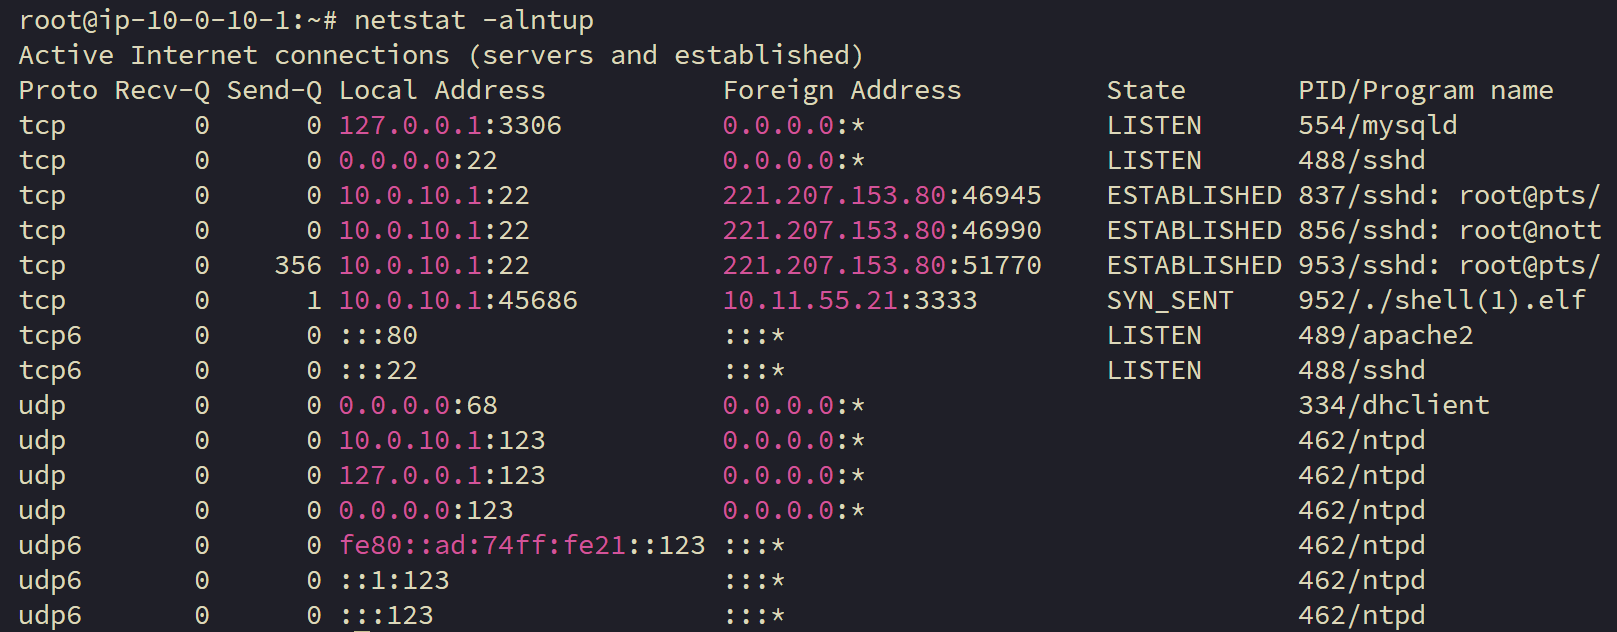 root@ip-10-0-10-1:~# netstat -alntup
Active Internet connections (servers and established)
Proto Recv-Q Send-Q Local Address           Foreign Address         State       PID/Program name
tcp        0      0 127.0.0.1:3306          0.0.0.0:*               LISTEN      554/mysqld
tcp        0      0 0.0.0.0:22              0.0.0.0:*               LISTEN      488/sshd
tcp        0      0 10.0.10.1:22            221.207.153.80:46945    ESTABLISHED 837/sshd: root@pts/
tcp        0      0 10.0.10.1:22            221.207.153.80:46990    ESTABLISHED 856/sshd: root@nott
tcp        0    356 10.0.10.1:22            221.207.153.80:51770    ESTABLISHED 953/sshd: root@pts/
tcp        0      1 10.0.10.1:45686         10.11.55.21:3333        SYN_SENT    952/./shell(1).elf
tcp6       0      0 :::80                   :::*                    LISTEN      489/apache2
tcp6       0      0 :::22                   :::*                    LISTEN      488/sshd
udp        0      0 0.0.0.0:68              0.0.0.0:*                           334/dhclient
udp        0      0 10.0.10.1:123           0.0.0.0:*                           462/ntpd
udp        0      0 127.0.0.1:123           0.0.0.0:*                           462/ntpd
udp        0      0 0.0.0.0:123             0.0.0.0:*                           462/ntpd
udp6       0      0 fe80::ad:74ff:fe21::123 :::*                                462/ntpd
udp6       0      0 ::1:123                 :::*                                462/ntpd
udp6       0      0 :::123                  :::*                                462/ntpd